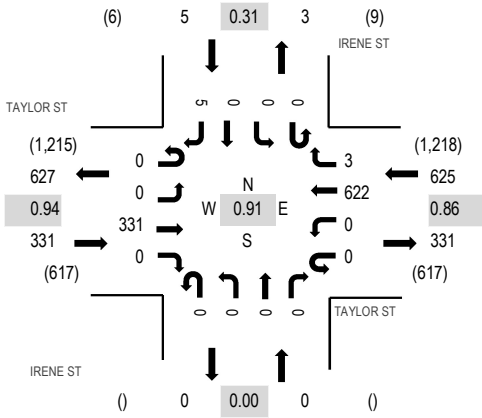 (6) 5 0.31 3 (9)
IRENE ST
TAYLOR ST
5 0 0 0
(1,215) 0 3 (1,218)
627 0 N 622 625
0.94 W 0.91 E 0.86
331 331 S 0 331
(617) 0 0 (617)
0 0 0 0
TAYLOR ST
IRENE ST
() 0 0.00 0 ()